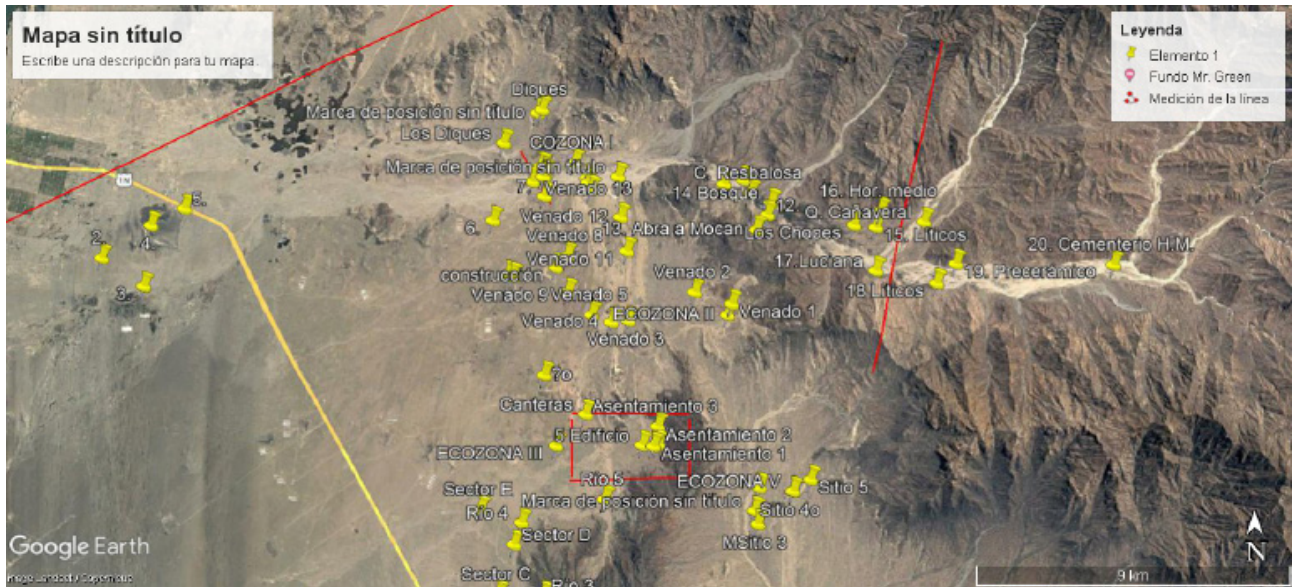 Mapa sin título
Escribe una descripción para tu mapa.
Leyenda
Elemento 1
Fundo Mr. Green
Medición de la línea
Diques
Marca de posición sin título
Los Diques
COZONA I
Marca de posición sin título
7.
Venado 13
C. Resbalosa
14 Bosque
16. Hor. medio
5.
12.
Q. Cañaveral
Venado 12
6.
4.
13. Abra a Mocan
Los Chopes
15. Líticos
Venado 8
2.
20. Cementerio H.M.
Venado 11
17.Luciana
construcción
Venado 2
19. Precerámico
3.
18 Líticos
Venado 9
Venado 5
Venado 4
ECOZONA II
Venado 1
Venado 3
7o
Canteras
Asentamiento 3
5 Edificio
Asentamiento 2
ECOZONA III
Asentamiento 1
Río 5
ECOZONA V
Sector E
Sitio 5
Marca de posición sin título
Río 4
Sitio 4o
Sector D
MSitio 3
Google Earth
N
Sector C
Río 3
9 km
Image Landsat / Copernicus